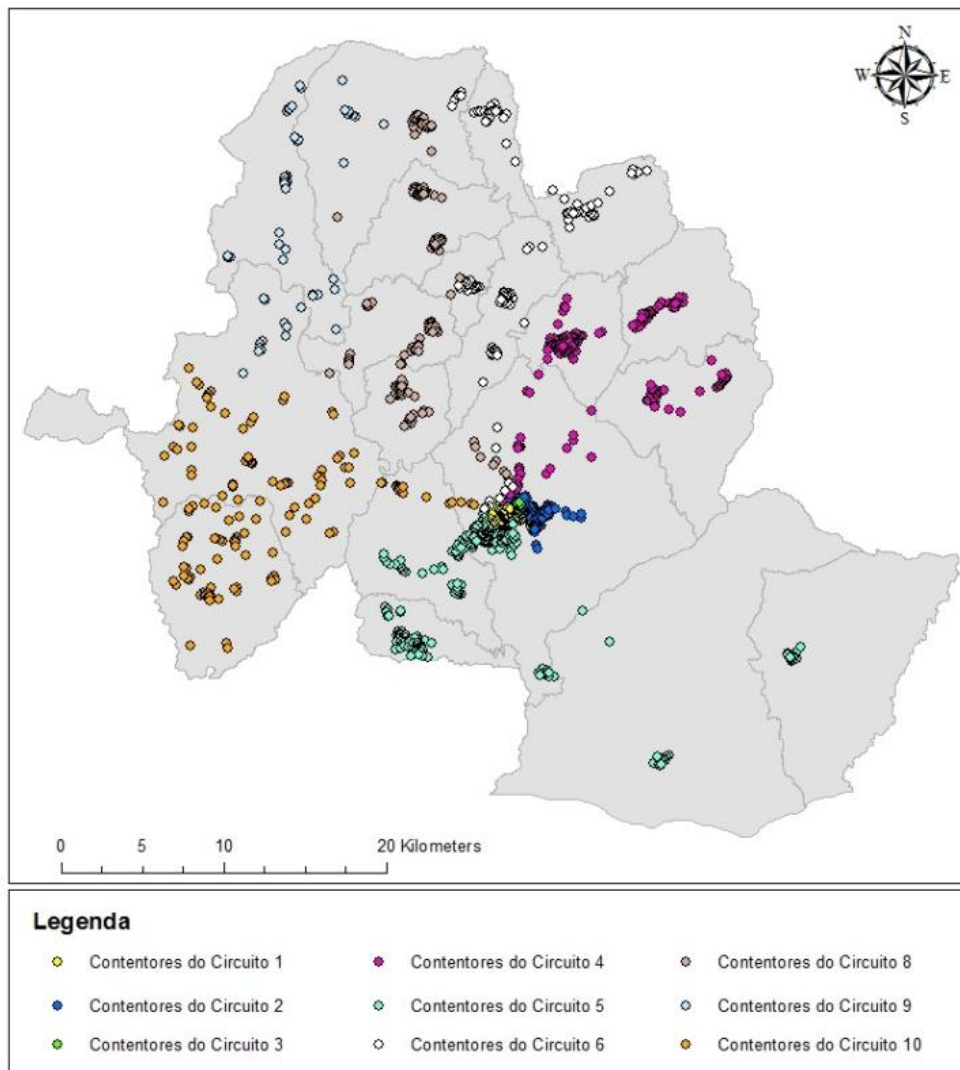 N
W E
S
0 5 10 20 Kilometers
Legenda
Contentores do Circuito 1 Contentores do Circuito 4 Contentores do Circuito 8
Contentores do Circuito 2 Contentores do Circuito 5 Contentores do Circuito 9
Contentores do Circuito 3 Contentores do Circuito 6 Contentores do Circuito 10